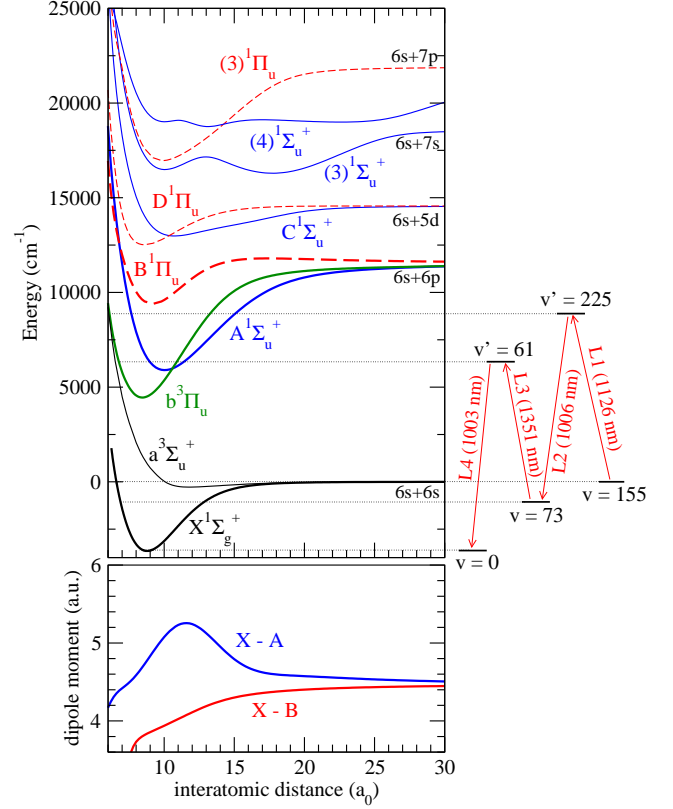 25000
20000
15000
10000
5000
0
Energy (cm⁻¹)
(3)¹Πᵤ
6s+7p
(4)¹Σᵤ⁺
6s+7s
(3)¹Σᵤ⁺
D¹Πᵤ
6s+5d
C¹Σᵤ⁺
B¹Πᵤ
6s+6p
A¹Σᵤ⁺
b³Πᵤ
a³Σᵤ⁺
6s+6s
X¹Σg⁺
v' = 225
v' = 61
L4 (1003 nm)
L3 (1351 nm)
L2 (1006 nm)
L1 (1126 nm)
v = 155
v = 73
v = 0
6
5
4
dipole moment (a.u.)
X - A
X - B
10
15
20
25
30
interatomic distance (a₀)